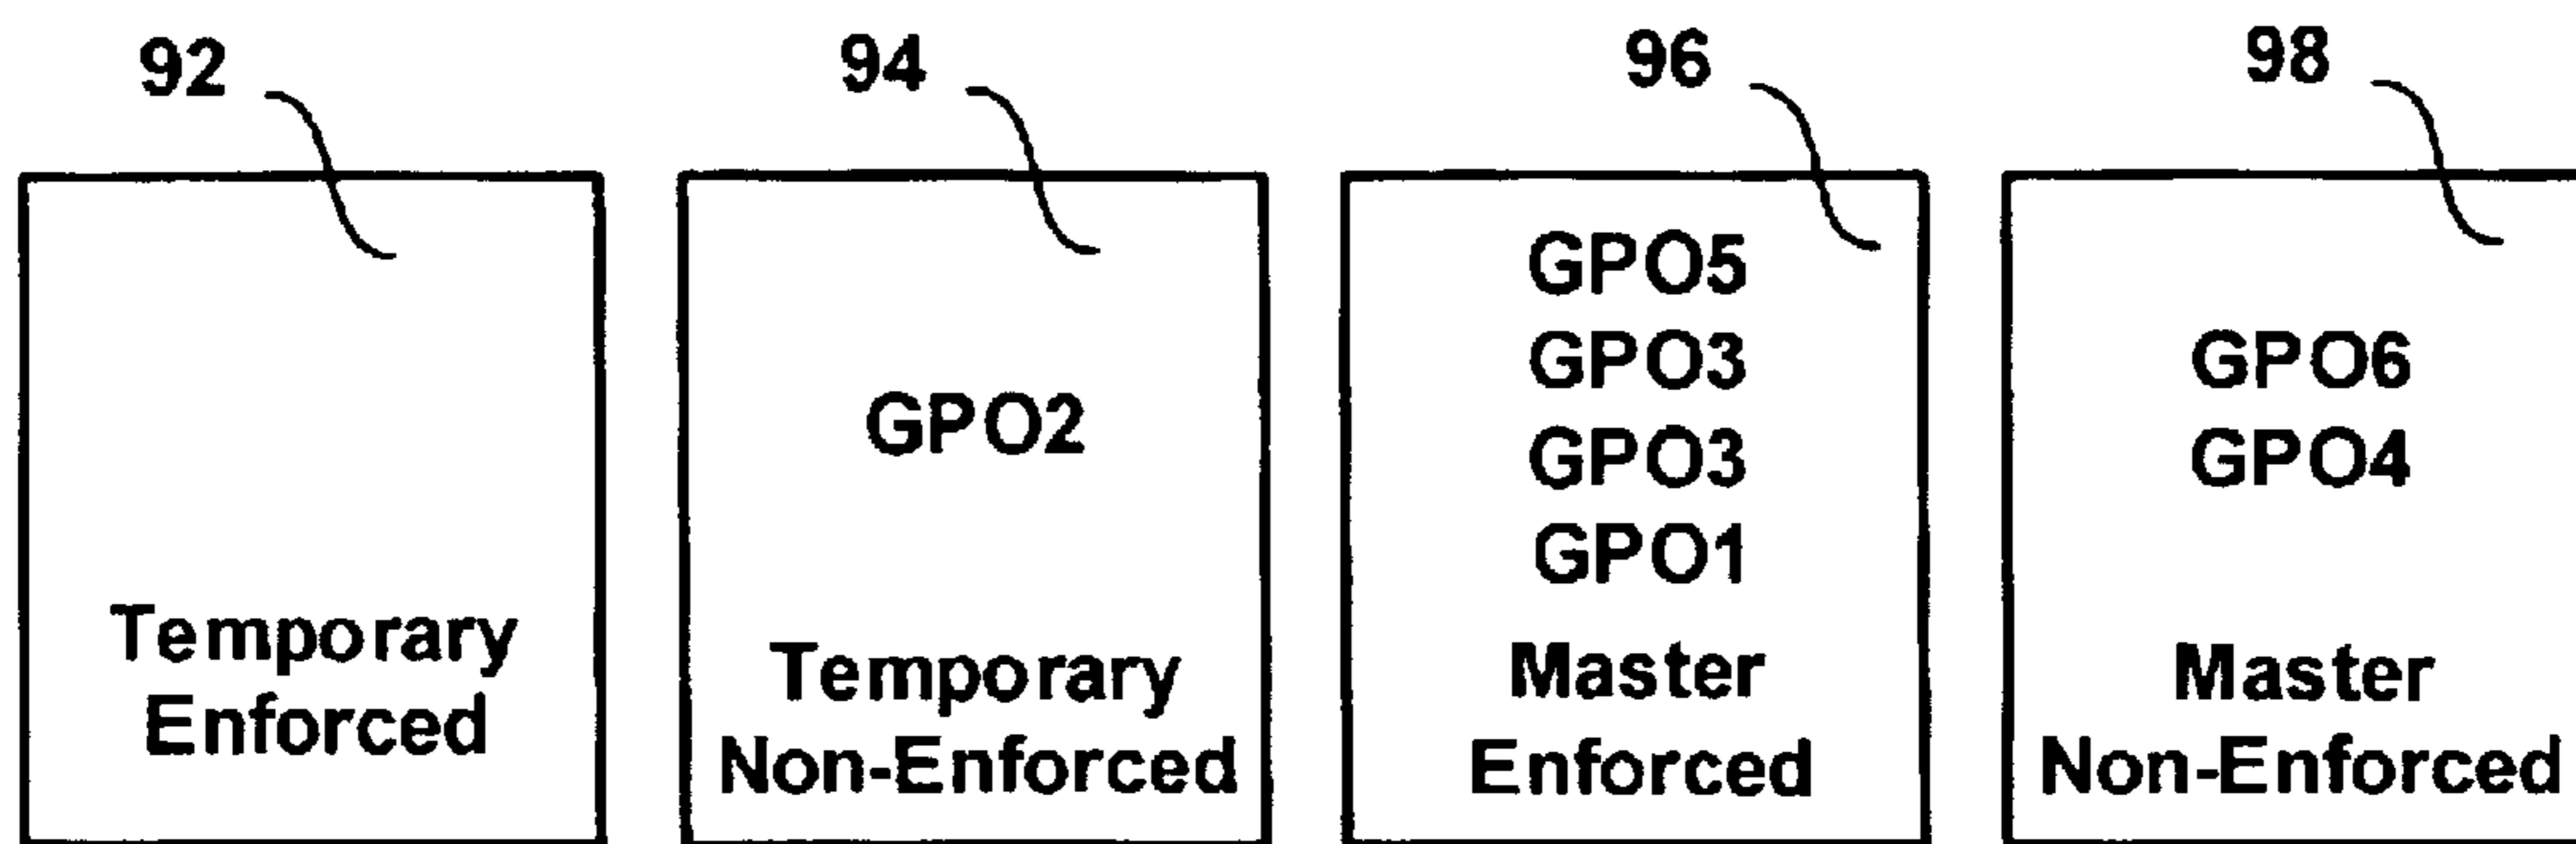 92
94
96
98
Temporary
Enforced
GPO2
Temporary
Non-Enforced
GPO5
GPO3
GPO3
GPO1
Master
Enforced
GPO6
GPO4
Master
Non-Enforced